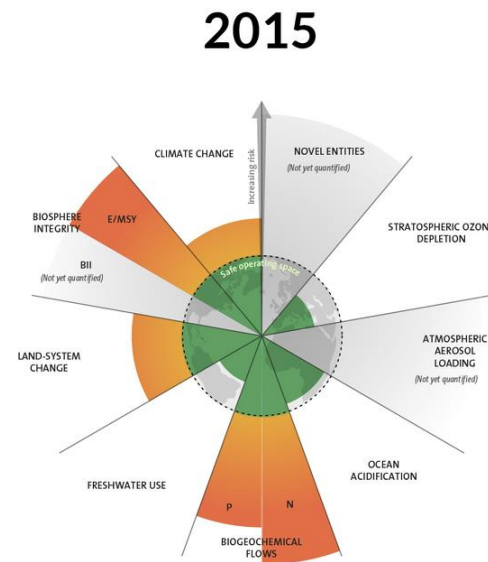 2015
CLIMATE CHANGE
Increasing risk
NOVEL ENTITIES
(Not yet quantified)
STRATOSPHERIC OZON
DEPLETION
ATMOSPHERIC
AEROSOL
LOADING
(Not yet quantified)
OCEAN
ACIDIFICATION
N
P
BIOGEOCHEMICAL
FLOWS
FRESHWATER USE
LAND-SYSTEM
CHANGE
BIOSPHERE
INTEGRITY
E/MSY
BII
(Not yet quantified)
Safe operating space